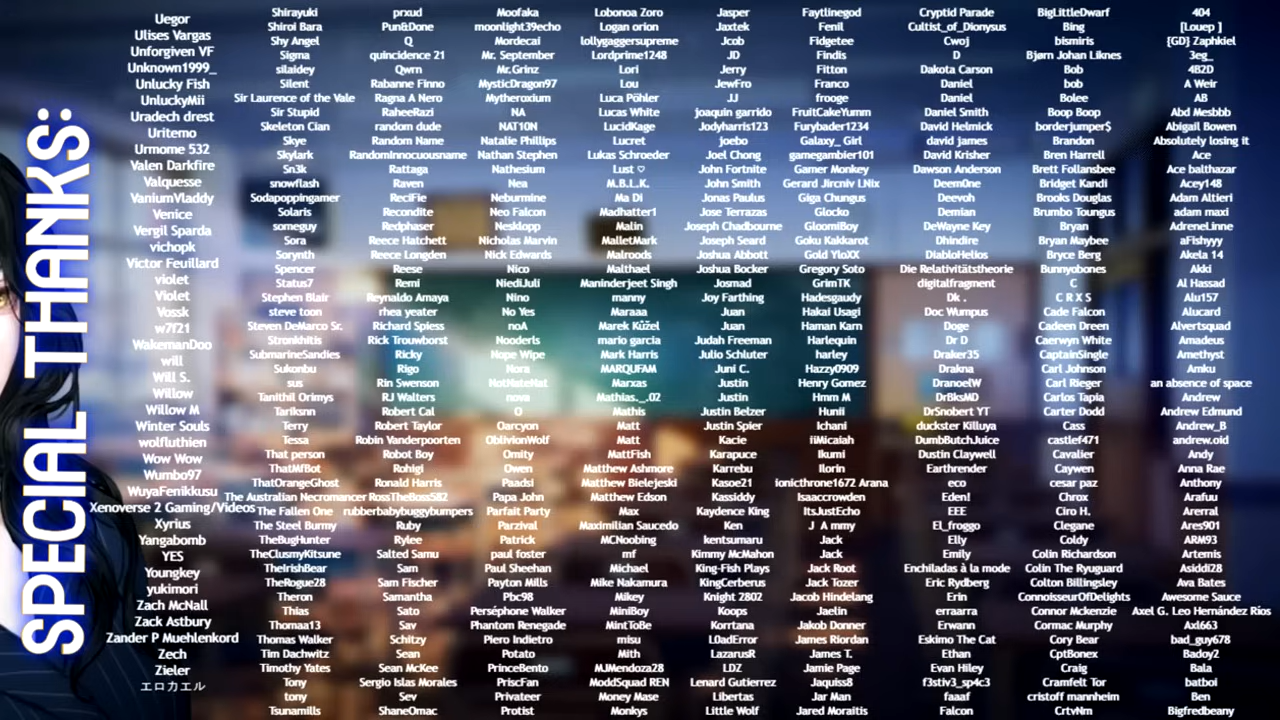 SPECIAL THANKS:
Uegor
Ulises Vargas
Unforgiven VF
Unknown1999_
Unlucky Fish
UnluckyMii
Uradech drest
Uritemo
Urmome 532
Valen Darkfire
Valquesse
VaniumVladdy
Venice
Vergil Sparda
vichopk
Victor Feuillard
violet
Violet
Vossk
w7f21
WakemanDoo
will
Will S.
Willow
Willow M
Winter Souls
wolfluthien
Wow Wow
Wumbo97
WuyaFenikkusu
Xenoverse 2 Gaming/Videos
Xyrius
Yangabomb
YES
Youngkey
yukimori
Zach McNall
Zack Astbury
Zander P Muehlenkord
Zech
Zieler
エロカエル
Shirayuki
Shiroi Bara
Shy Angel
Sigma
silaidey
Silent
Sir Laurence of the Vale
Sir Stupid
Skeleton Cian
Skye
Skylark
Sn3k
snowflash
Sodapoppingamer
Solaris
someguy
Sora
Sorynth
Spencer
Status7
Stephen Blair
steve toon
Steven DeMarco Sr.
Stronkhitis
SubmarineSandies
Sukonbu
sus
Tanithil Orimys
Tariksnn
Terry
Tessa
That person
ThatMfBot
ThatOrangeGhost
The Australian Necromancer
The Fallen One
The Steel Bunny
TheBugHunter
TheClusmyKitsune
TheIrishBear
TheRogue28
Theron
Thias
Thomaa13
Thomas Walker
Tim Dachwitz
Timothy Yates
Tony
tony
Tsunamills
prxud
Pun&Done
Q
quincidence 21
Qwrn
Rabanne Finno
Ragna A Nero
RaheeRazi
random dude
Random Name
RandomInnocuousname
Rattaga
Raven
ReciFie
Recondite
Redphaser
Reece Hatchett
Reece Longden
Reese
Remi
Reynaldo Amaya
rhea yeater
Richard Spiess
Rick Trouworst
Ricky
Rigo
Rin Swenson
RJ Walters
Robert Cal
Robert Taylor
Robin Vanderpoorten
Robot Boy
Rohigi
Ronald Harris
RossTheBoss582
rubberbabybuggybumpers
Ruby
Rylee
Salted Samu
Sam
Sam Fischer
Samantha
Sato
Sav
Schitzy
Sean
Sean McKee
Sergio Islas Morales
Sev
ShaneOmac
Moofaka
moonlight39echo
Mordecai
Mr. September
Mr.Grinz
MysticDragon97
Mytheroxium
NA
NAT10N
Natalie Phillips
Nathan Stephen
Nathesium
Nea
Neburmine
Neo Falcon
Nesklopp
Nicholas Marvin
Nick Edwards
Nico
NiediJuli
Nino
No Yes
noA
Nooderls
Nope Wipe
Nora
NotNateNat
nova
O
Oarcyon
OblivionWolf
Omity
Owen
Paadsi
Papa John
Parfait Party
Parzival
Patrick
paul foster
Paul Sheehan
Payton Mills
Pbc98
Perséphone Walker
Phantom Renegade
Piero Indietro
Potato
PrinceBento
PriscFan
Privateer
Protist
Lobonoa Zoro
Logan orion
lollygaggersupreme
Lordprime1248
Lori
Lou
Luca Pöhler
Lucas White
LucidKage
Lucret
Lukas Schroeder
Lust ♡
M.B.L.K.
Ma Di
Madhatter1
Malin
MalletMark
Malroods
Malthael
Maninderjeet Singh
manny
Maraaa
Marek Kůžel
mario garcia
Mark Harris
MARQUFAM
Marxas
Mathias._.02
Mathis
Matt
Matt
MattFish
Matthew Ashmore
Matthew Bielejeski
Matthew Edson
Max
Maximilian Saucedo
MCNoobing
mf
Michael
Mike Nakamura
Mikey
MiniBoy
MintToBe
misu
Mith
MJMendoza28
ModdSquad REN
Money Mase
Monkys
Jasper
Jaxtek
Jcob
JD
Jerry
JewFro
JJ
joaquin garrido
Jodyharris123
joebo
Joel Chong
John Fortnite
John Smith
Jonas Paulus
Jose Terrazas
Joseph Chadbourne
Joseph Seard
Joshua Abbott
Joshua Bocker
Josmad
Joy Farthing
Juan
Juan
Judah Freeman
Julio Schluter
Juni C.
Justin
Justin
Justin Belzer
Justin Spier
Kacie
Karapuce
Karrebu
Kasoe21
Kassiddy
Kaydence King
Ken
kentsumaru
Kimmy McMahon
King-Fish Plays
KingCerberus
Knight 2802
Koops
Korrtana
L0adError
LazarusR
LDZ
Lenard Gutierrez
Libertas
Little Wolf
Faytlinegod
Fenil
Fidgetee
Findis
Fitton
Franco
frooge
FruitCakeYumm
Furybader1234
Galaxy_ Girl
gamegambier101
Gamer Monkey
Gerard Jircniv LNix
Giga Chungus
Glocko
GloomiBoy
Goku Kakkarot
Gold YloXX
Gregory Soto
GrimTK
Hadesgaudy
Hakai Usagi
Haman Karn
Harlequin
harley
Hazzy0909
Henry Gomez
Hmm M
Hunii
Ichani
iiMicaiah
Ikumi
Ilorin
ionicthrone1672 Arana
Isaaccrowden
ItsJustEcho
J A mmy
Jack
Jack
Jack Root
Jack Tozer
Jacob Hindelang
Jaelin
Jakob Donner
James Riordan
James T.
Jamie Page
Jaquiss8
Jar Man
Jared Moraitis
Cryptid Parade
Cultist_of_Dionysus
Cwoj
D
Dakota Carson
Daniel
Daniel
Daniel Smith
David Helmick
david james
David Krisher
Dawson Anderson
Deem0ne
Deevoh
Demian
DeWayne Key
Dhindire
DiabloHelios
Die Relativitätstheorie
digitalfragment
Dk .
Doc Wumpus
Doge
Dr D
Draker35
Drakna
DranoelW
DrBksMD
DrSnobert YT
duckster Killuya
DumbButchJuice
Dustin Claywell
Earthrender
eco
Eden!
EEE
El_froggo
Elly
Emily
Enchiladas à la mode
Eric Rydberg
Erin
erraarra
Erwann
Eskimo The Cat
Ethan
Evan Hiley
f3stiv3_sp4c3
faaaf
Falcon
BigLittleDwarf
Bing
bismiris
Bjørn Johan Liknes
Bob
bob
Bolee
Boop Boop
borderjumper$
Brandon
Bren Harrell
Brett Follansbee
Bridget Kandi
Brooks Douglas
Brumbo Toungus
Bryan
Bryan Maybee
Bryce Berg
Bunnyobones
C
C R X S
Cade Falcon
Cadeen Dreen
Caerwyn White
CaptainSingle
Carl Johnson
Carl Rieger
Carlos Tapia
Carter Dodd
Cass
castlef471
Cavalier
Caywen
cesar paz
Chrox
Ciro H.
Clegane
Coldy
Colin Richardson
Colin The Ryuguard
Colton Billingsley
ConnoisseurOfDelights
Connor Mckenzie
Cormac Murphy
Cory Bear
CptBonex
Craig
Cramfelt Tor
cristoff mannheim
CrtvNm
404
[Louep ]
{GD} Zaphkiel
3eg_
4B2D
A Weir
AB
Abd Mesbbb
Abigail Bowen
Absolutely losing it
Ace
Ace balthazar
Acey148
Adam Altieri
adam maxi
AdreneLinne
aFishyyy
Akela 14
Akki
Al Hassad
Alu157
Alucard
Alvertsquad
Amadeus
Amethyst
Amku
an absence of space
Andrew
Andrew Edmund
Andrew_B
andrew.oid
Andy
Anna Rae
Anthony
Arafuu
Arerral
Ares901
ARM93
Artemis
Asiddi28
Ava Bates
Awesome Sauce
Axel G. Leo Hernández Ríos
Axl663
bad_guy678
Badoy2
Bala
batboi
Ben
Bigfredbeany